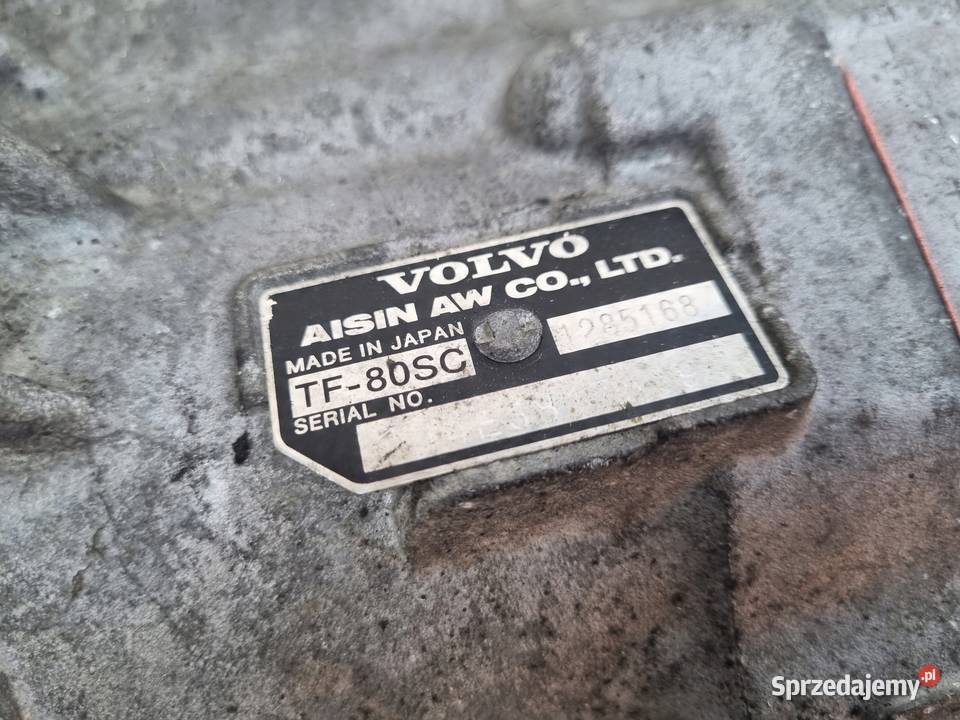 VOLVO
AISIN AW CO., LTD.
MADE IN JAPAN
TF-80SC
1285168
SERIAL NO.
Sprzedajemy.pl